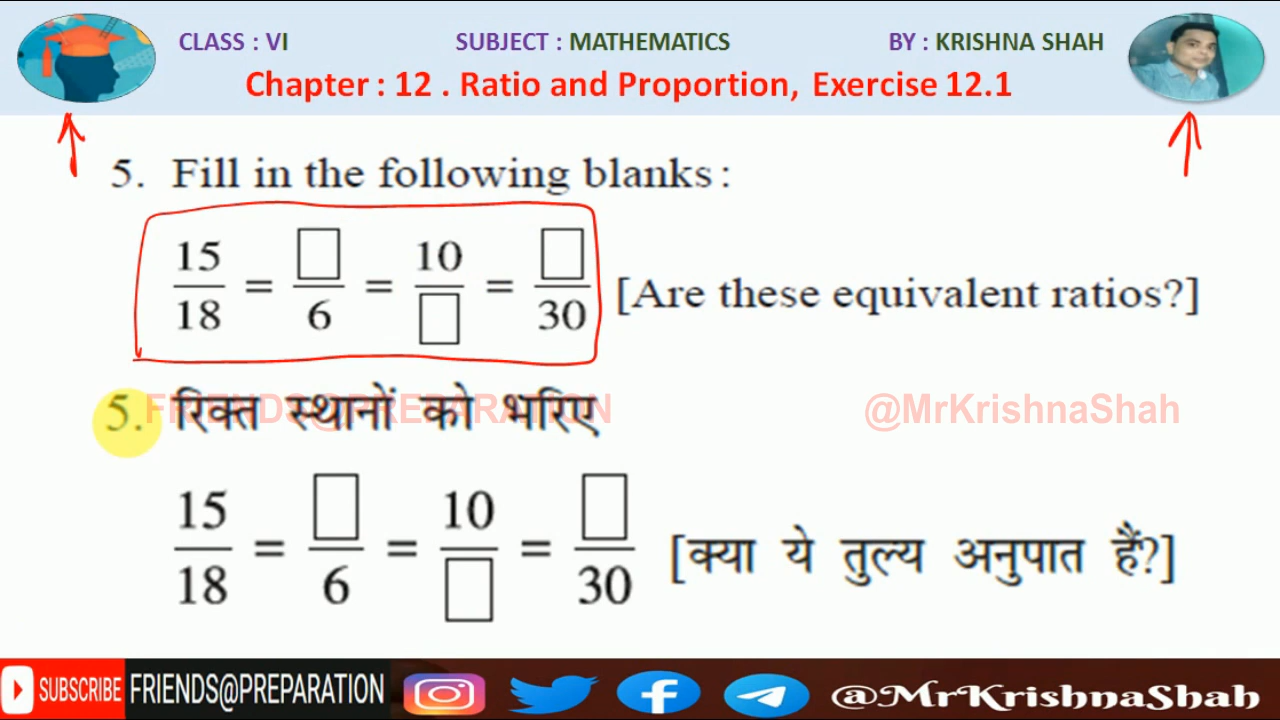 CLASS : VI SUBJECT : MATHEMATICS BY : KRISHNA SHAH
Chapter : 12 . Ratio and Proportion, Exercise 12.1
5. Fill in the following blanks :
15/18 = □/6 = 10/□ = □/30 [Are these equivalent ratios?]
FRIENDS@PREPARATION @MrKrishnaShah
5. रिक्त स्थानों को भरिए
15/18 = □/6 = 10/□ = □/30 [क्या ये तुल्य अनुपात हैं?]
SUBSCRIBE FRIENDS@PREPARATION @MrKrishnaShah